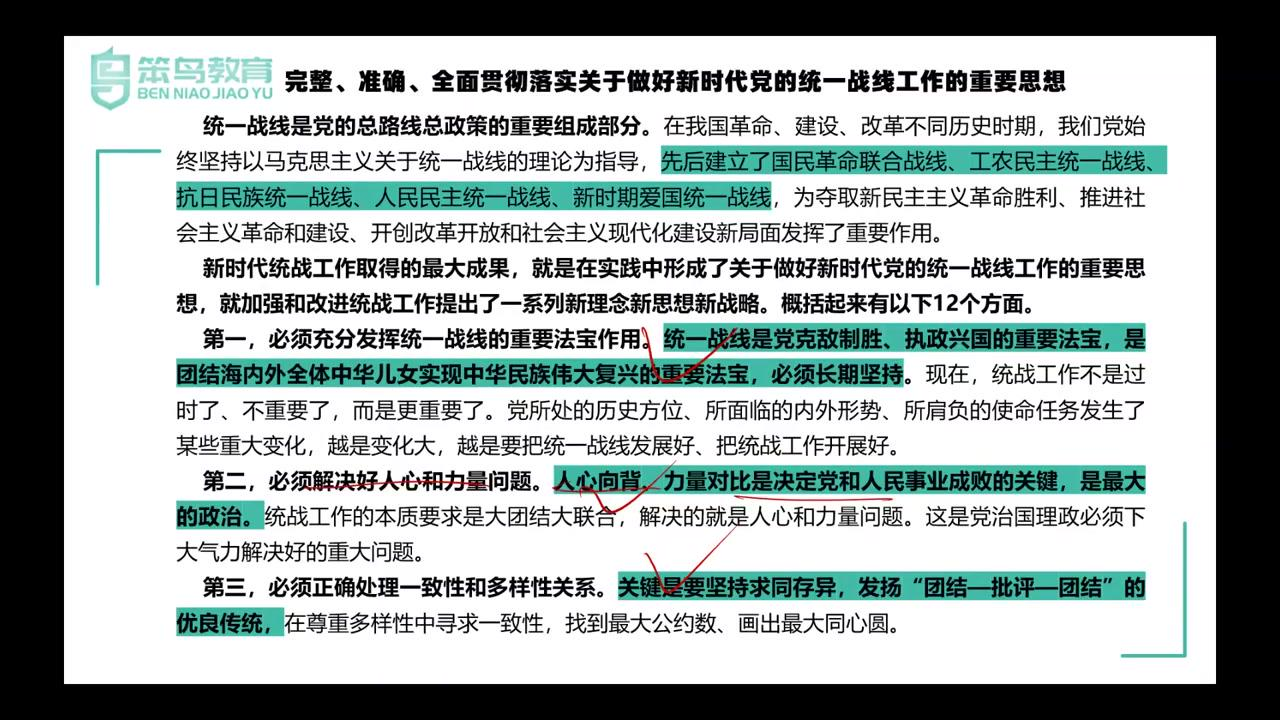 笨鸟教育
BEN NIAO JIAO YU
完整、准确、全面贯彻落实关于做好新时代党的统一战线工作的重要思想
统一战线是党的总路线总政策的重要组成部分。在我国革命、建设、改革不同历史时期，我们党始
终坚持以马克思主义关于统一战线的理论为指导，先后建立了国民革命联合战线、工农民主统一战线、
抗日民族统一战线、人民民主统一战线、新时期爱国统一战线，为夺取新民主主义革命胜利、推进社
会主义革命和建设、开创改革开放和社会主义现代化建设新局面发挥了重要作用。
新时代统战工作取得的最大成果，就是在实践中形成了关于做好新时代党的统一战线工作的重要思
想，就加强和改进统战工作提出了一系列新理念新思想新战略。概括起来有以下12个方面。
第一，必须充分发挥统一战线的重要法宝作用。统一战线是党克敌制胜、执政兴国的重要法宝，是
团结海内外全体中华儿女实现中华民族伟大复兴的重要法宝，必须长期坚持。现在，统战工作不是过
时了、不重要了，而是更重要了。党所处的历史方位、所面临的内外形势、所肩负的使命任务发生了
某些重大变化，越是变化大，越是要把统一战线发展好、把统战工作开展好。
第二，必须解决好人心和力量问题。人心向背、力量对比是决定党和人民事业成败的关键，是最大
的政治。统战工作的本质要求是大团结大联合，解决的就是人心和力量问题。这是党治国理政必须下
大气力解决好的重大问题。
第三，必须正确处理一致性和多样性关系。关键是要坚持求同存异，发扬“团结—批评—团结”的
优良传统，在尊重多样性中寻求一致性，找到最大公约数、画出最大同心圆。